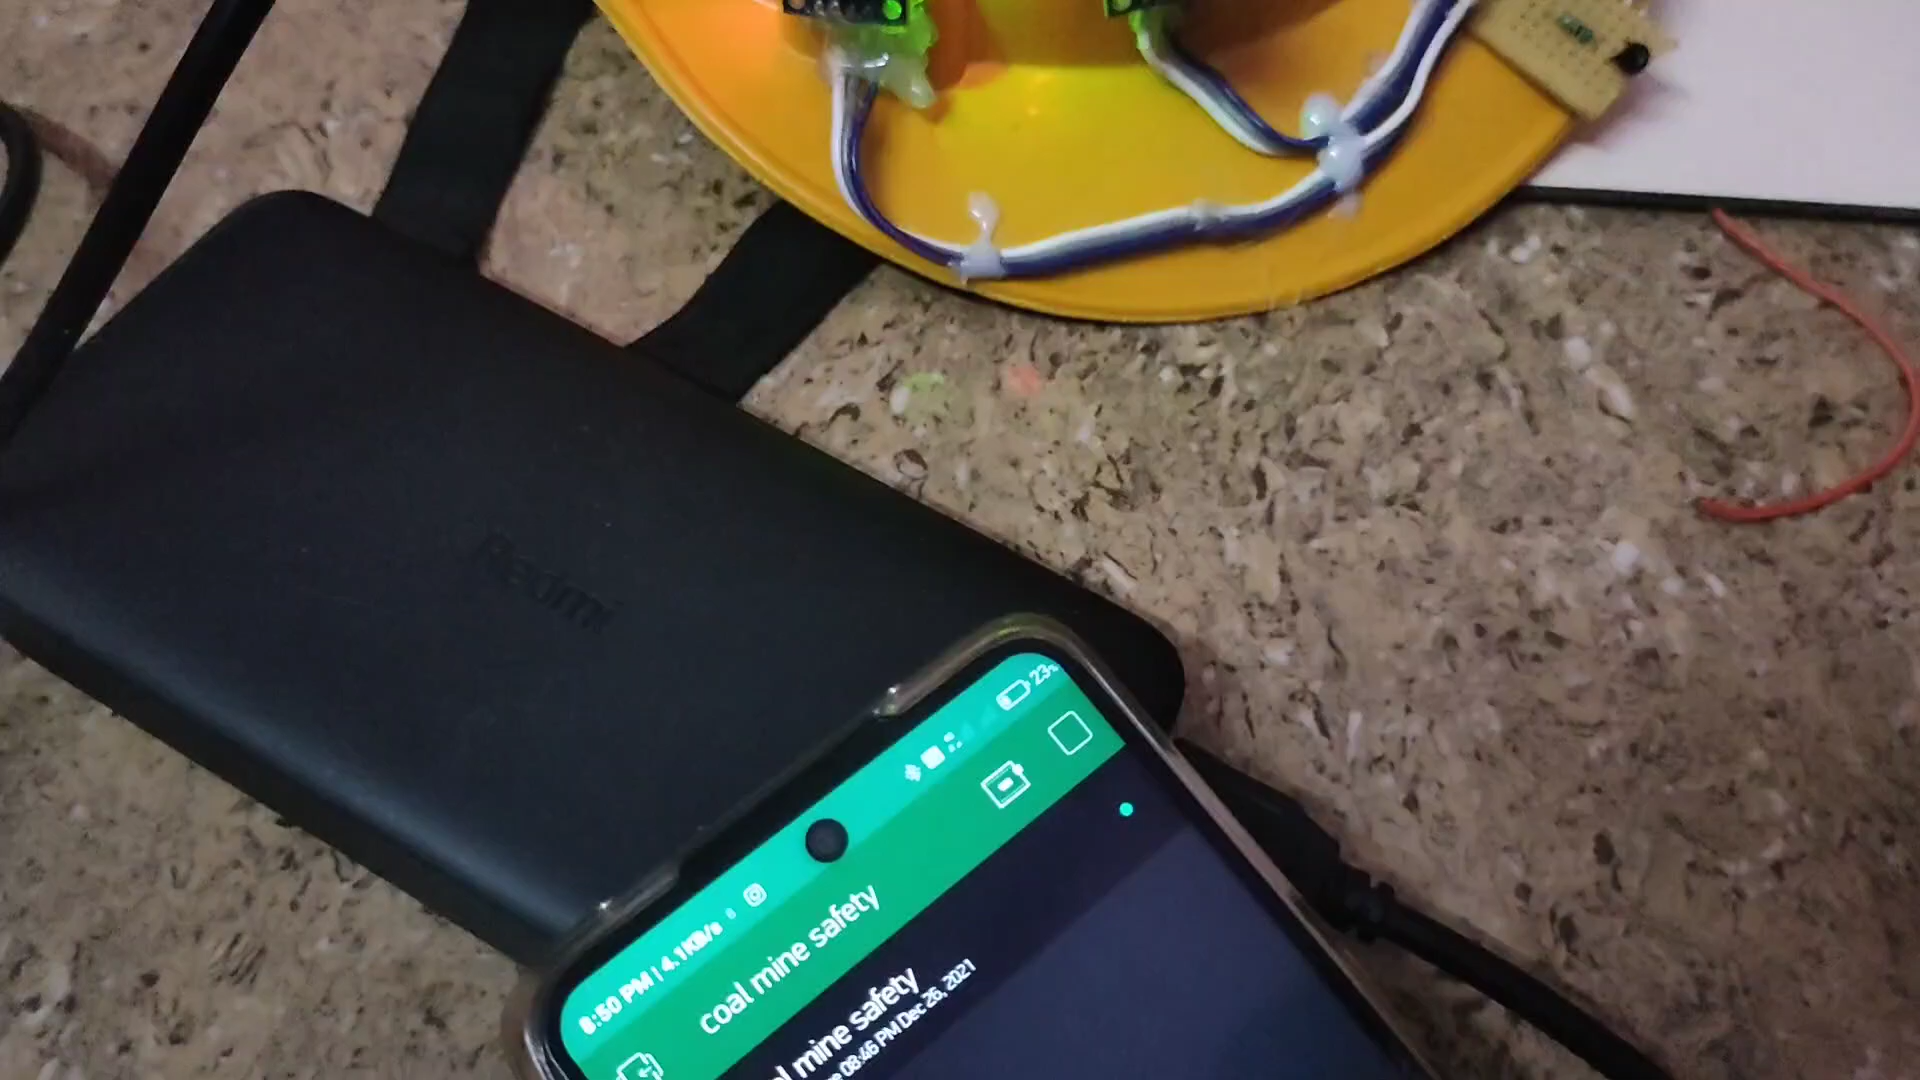 Redmi
23%
8:50 PM | 4.1KB/s
coal mine safety
mine safety
08:46 PM Dec 26, 2021